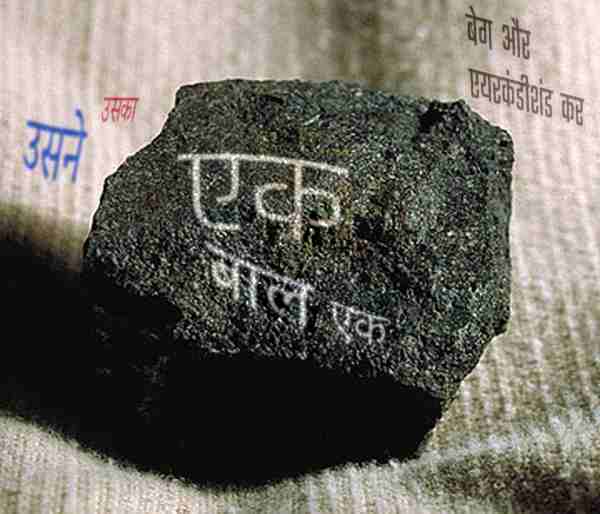 बेग और
एयरकंडीशंड कर
उसका
उसने
एक
बाल एक